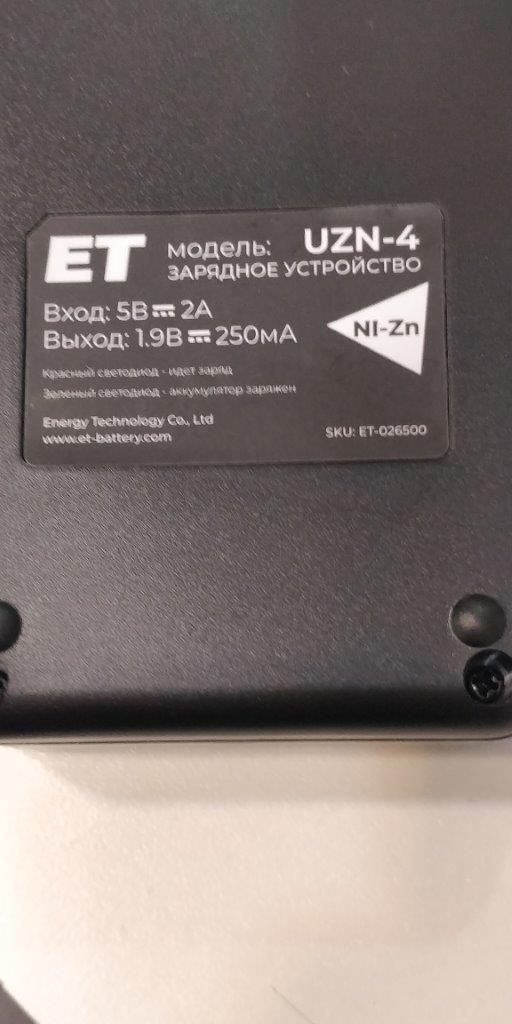 ET модель: UZN-4
ЗАРЯДНОЕ УСТРОЙСТВО
Вход: 5В⎓ 2А
Выход: 1.9В ⎓ 250мА
NI-Zn
Красный светодиод - идет заряд
Зеленый светодиод - аккумулятор заряжен
Energy Technology Co., Ltd
www.et-battery.com
SKU: ET-026500